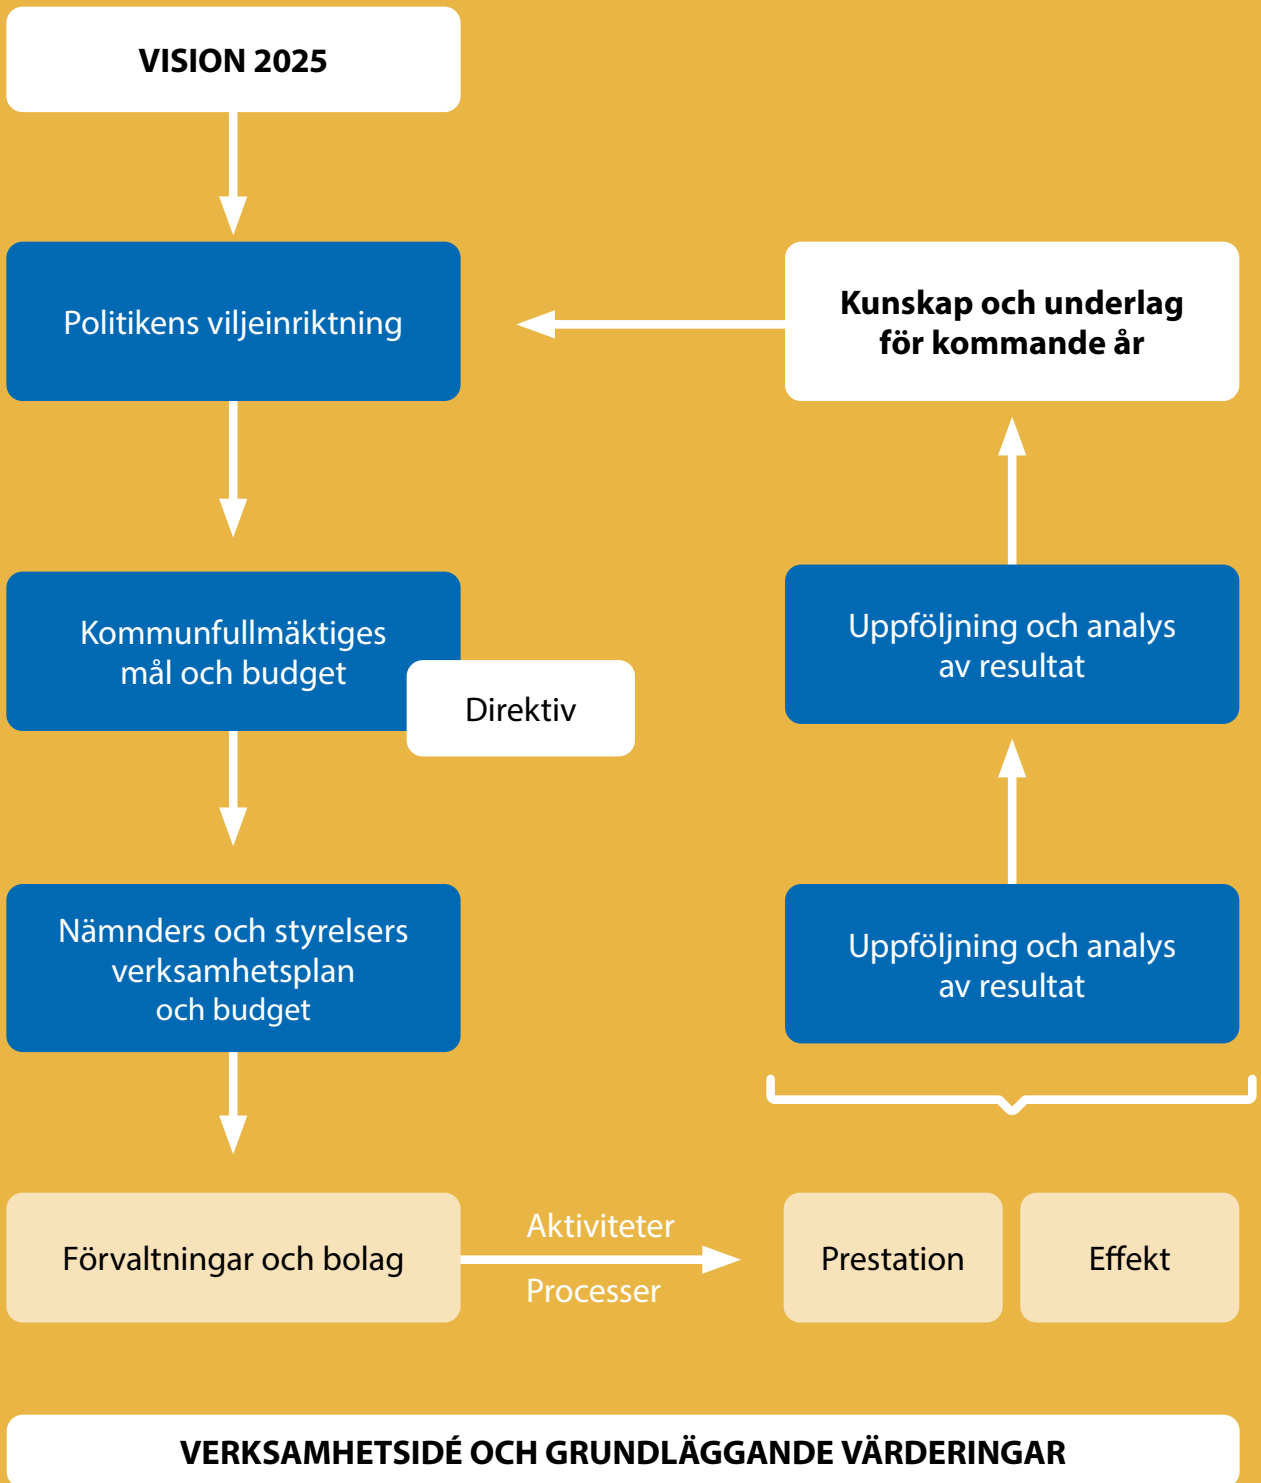 VISION 2025
Politikens viljeinriktning
Kunskap och underlag
för kommande år
Kommunfullmäktiges
mål och budget
Direktiv
Uppföljning och analys
av resultat
Nämnders och styrelsers
verksamhetsplan
och budget
Uppföljning och analys
av resultat
Förvaltningar och bolag
Aktiviteter
Processer
Prestation
Effekt
VERKSAMHETSIDÉ OCH GRUNDLÄGGANDE VÄRDERINGAR